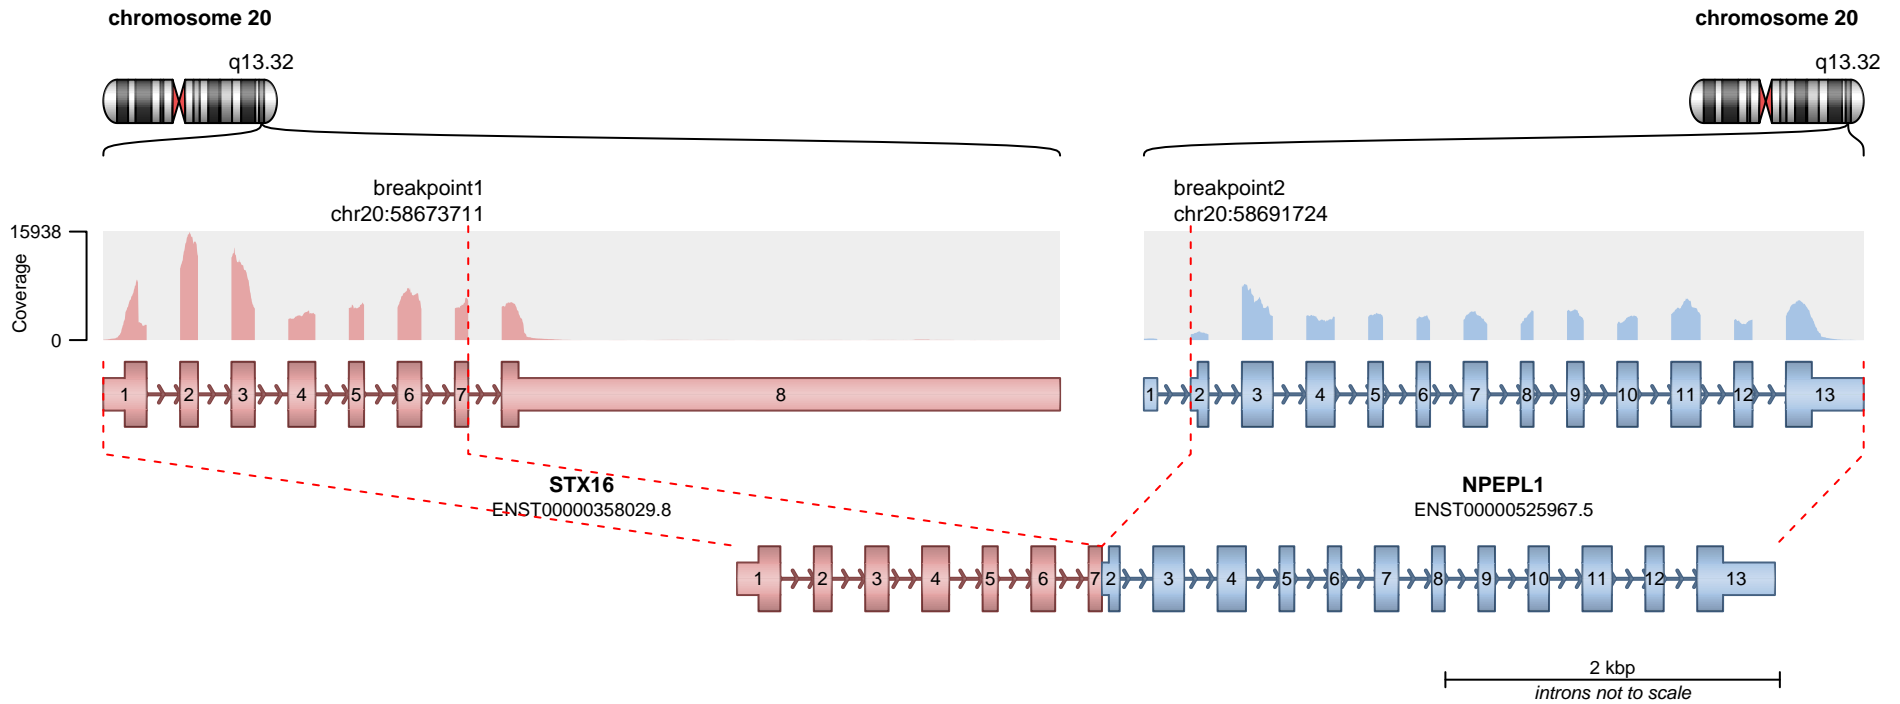 chromosome 20
chromosome 20
q13.32
q13.32
breakpoint1
chr20:58673711
breakpoint2
chr20:58691724
15938
0
Coverage
1 2 3 4 5 6 7 8
1 2 3 4 5 6 7 8 9 10 11 12 13
STX16
ENST00000358029.8
NPEPL1
ENST00000525967.5
1 2 3 4 5 6 7 2 3 4 5 6 7 8 9 10 11 12 13
2 kbp
introns not to scale